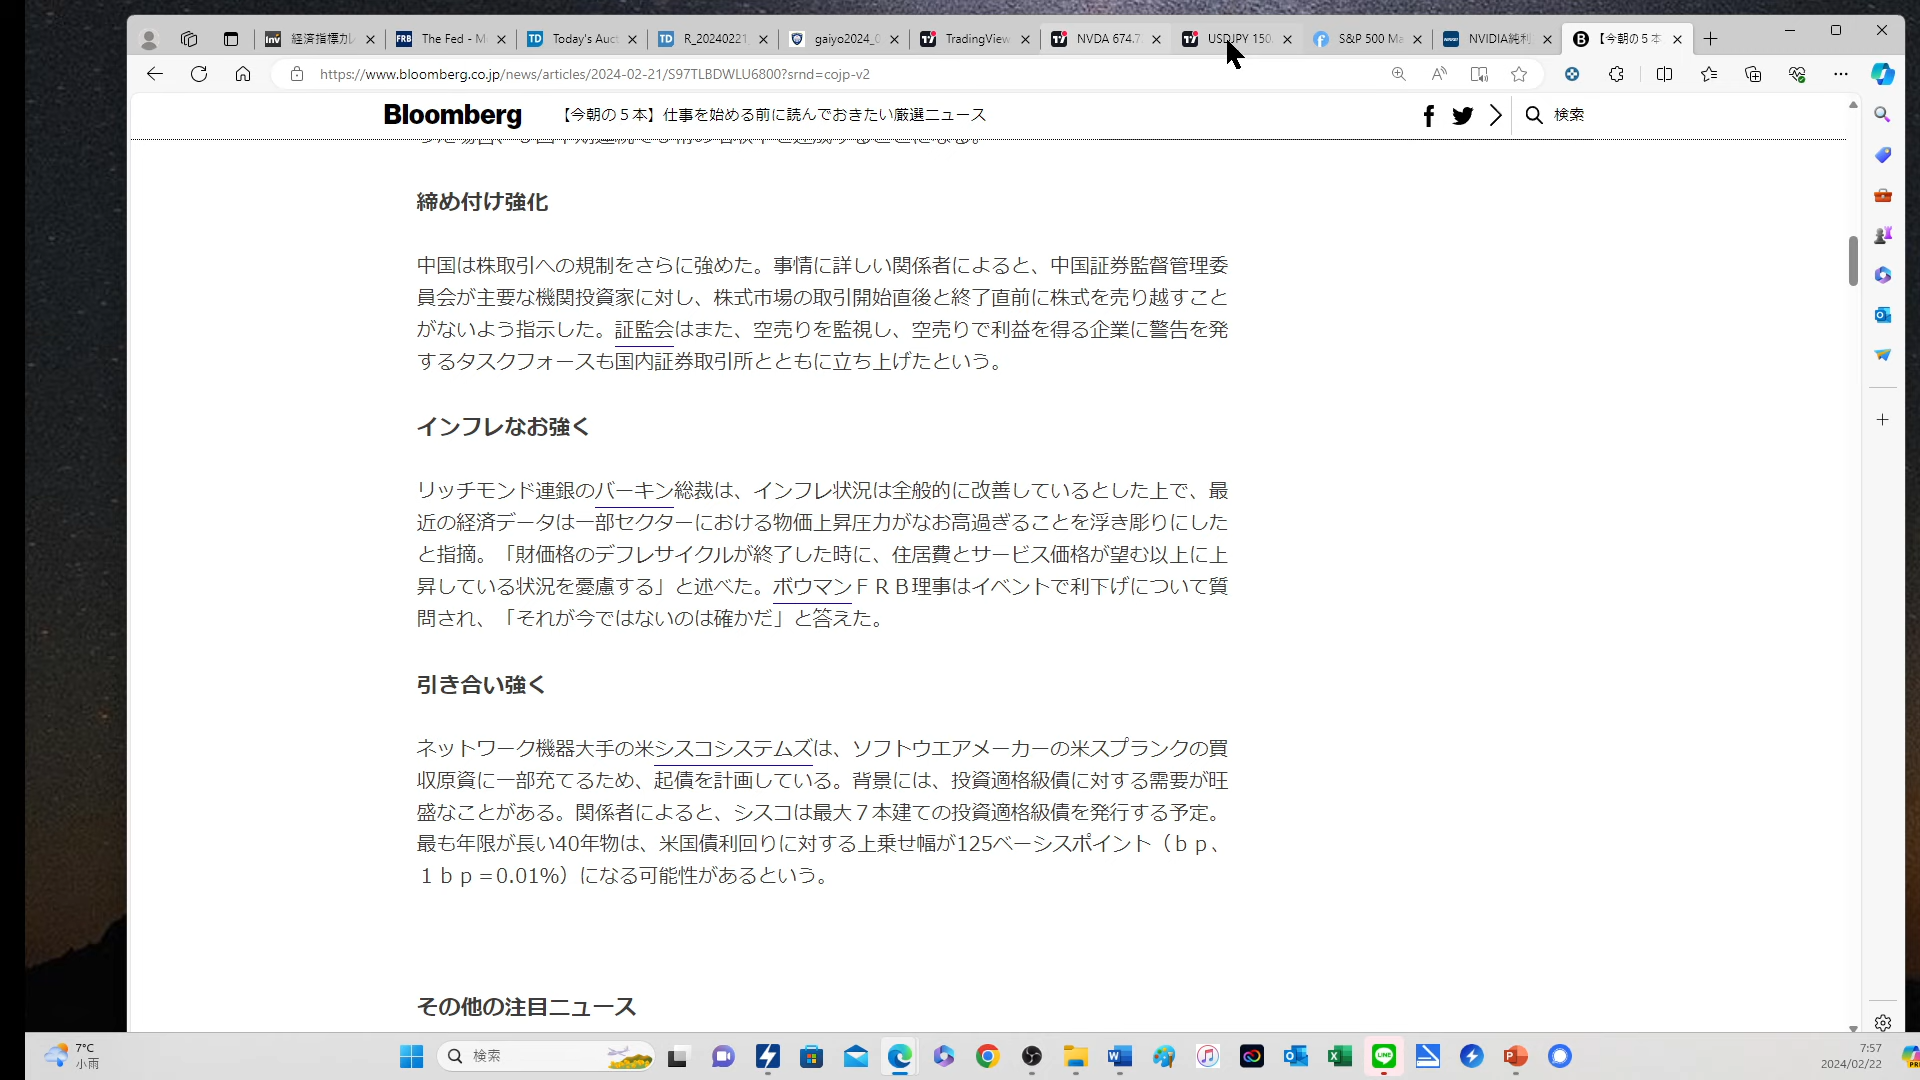 経済指標カレ
The Fed - M
Today's Auct
R_20240221
gaiyo2024_0
TradingView
NVDA 674.7
USDJPY 150.
S&P 500 Ma
NVIDIA純利
【今朝の５本
https://www.bloomberg.co.jp/news/articles/2024-02-21/S97TLBDWLU6800?srnd=cojp-v2
Bloomberg
【今朝の５本】仕事を始める前に読んでおきたい厳選ニュース
検索
締め付け強化
中国は株取引への規制をさらに強めた。事情に詳しい関係者によると、中国証券監督管理委
員会が主要な機関投資家に対し、株式市場の取引開始直後と終了直前に株式を売り越すこと
がないよう指示した。証監会はまた、空売りを監視し、空売りで利益を得る企業に警告を発
するタスクフォースも国内証券取引所とともに立ち上げたという。
インフレなお強く
リッチモンド連銀のバーキン総裁は、インフレ状況は全般的に改善しているとした上で、最
近の経済データは一部セクターにおける物価上昇圧力がなお高過ぎることを浮き彫りにした
と指摘。「財価格のデフレサイクルが終了した時に、住居費とサービス価格が望む以上に上
昇している状況を憂慮する」と述べた。ボウマンＦＲＢ理事はイベントで利下げについて質
問され、「それが今ではないのは確かだ」と答えた。
引き合い強く
ネットワーク機器大手の米シスコシステムズは、ソフトウエアメーカーの米スプランクの買
収原資に一部充てるため、起債を計画している。背景には、投資適格級債に対する需要が旺
盛なことがある。関係者によると、シスコは最大７本建ての投資適格級債を発行する予定。
最も年限が長い40年物は、米国債利回りに対する上乗せ幅が125ベーシスポイント（ｂｐ、
１ｂｐ＝0.01%）になる可能性があるという。
その他の注目ニュース
7°C
小雨
検索
7:57
2024/02/22